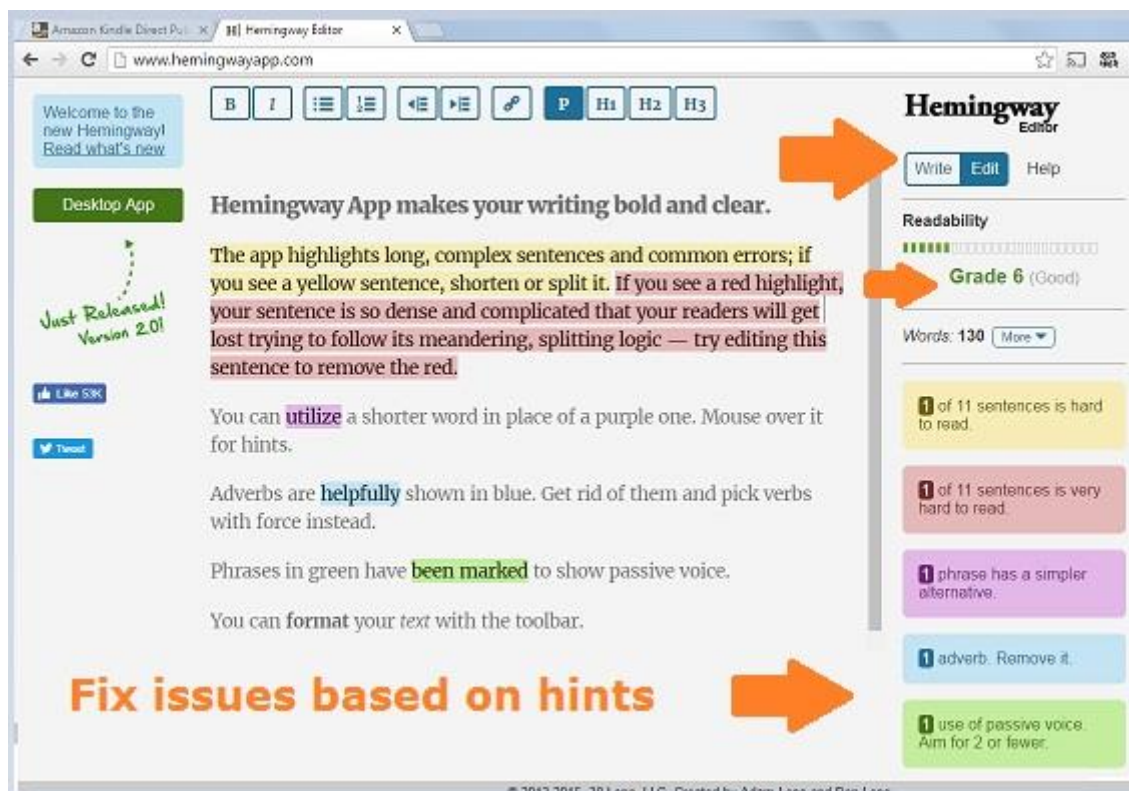 Amazon Kindle Direct Pu
Hemingway Editor
www.hemingwayapp.com
Welcome to the
new Hemingway!
Read what's new
Desktop App
Just Released!
Version 2.0!
Like 53K
Tweet
B I P H1 H2 H3
Hemingway App makes your writing bold and clear.
The app highlights long, complex sentences and common errors; if
you see a yellow sentence, shorten or split it. If you see a red highlight,
your sentence is so dense and complicated that your readers will get
lost trying to follow its meandering, splitting logic — try editing this
sentence to remove the red.
You can utilize a shorter word in place of a purple one. Mouse over it
for hints.
Adverbs are helpfully shown in blue. Get rid of them and pick verbs
with force instead.
Phrases in green have been marked to show passive voice.
You can format your text with the toolbar.
Fix issues based on hints
Hemingway
Editor
Write Edit Help
Readability
Grade 6 (Good)
Words: 130 More
1 of 11 sentences is hard
to read.
1 of 11 sentences is very
hard to read.
1 phrase has a simpler
alternative.
1 adverb. Remove it.
1 use of passive voice.
Aim for 2 or fewer.